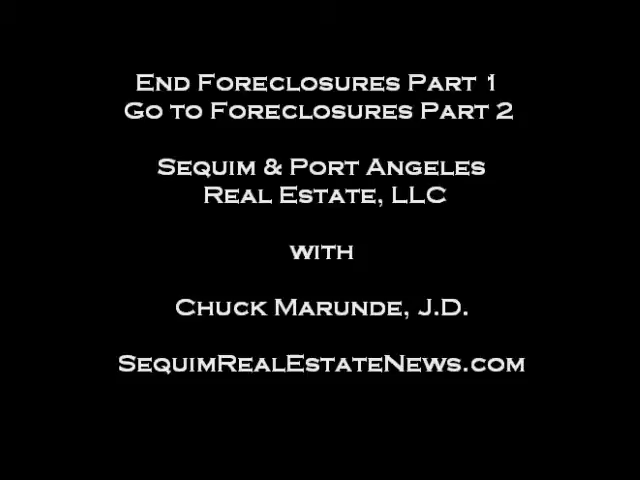 End Foreclosures Part 1
Go to Foreclosures Part 2
Sequim & Port Angeles
Real Estate, LLC
with
Chuck Marunde, J.D.
SequimRealEstateNews.com